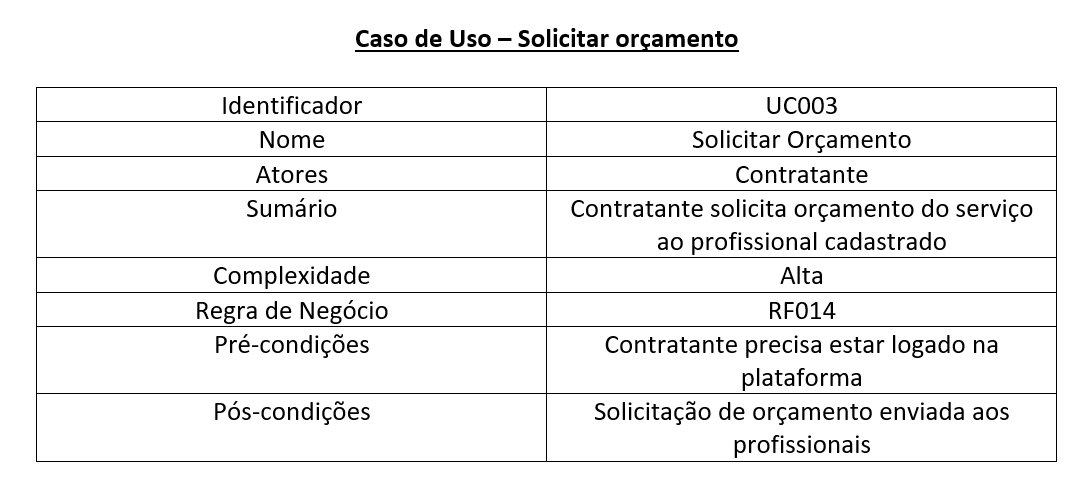 Caso de Uso – Solicitar orçamento
Identificador
UC003
Nome
Solicitar Orçamento
Atores
Contratante
Sumário
Contratante solicita orçamento do serviço
ao profissional cadastrado
Complexidade
Alta
Regra de Negócio
RF014
Pré-condições
Contratante precisa estar logado na
plataforma
Pós-condições
Solicitação de orçamento enviada aos
profissionais